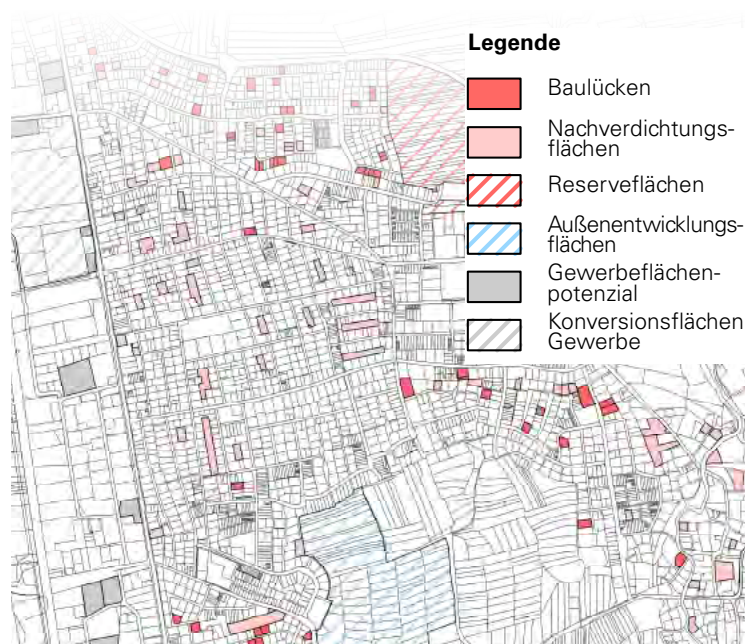 Legende
Baulücken
Nachverdichtungs-
flächen
Reserveflächen
Außenentwicklungs-
flächen
Gewerbeflächen-
potenzial
Konversionsflächen
Gewerbe